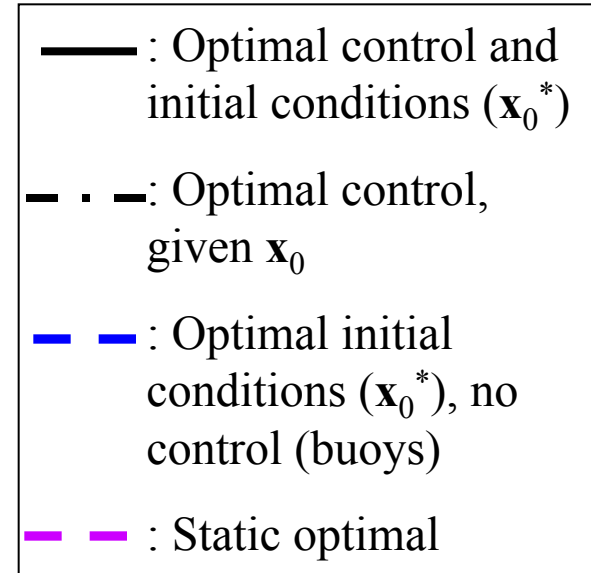 : Optimal control and
initial conditions (x₀*)
: Optimal control,
given x₀
: Optimal initial
conditions (x₀*), no
control (buoys)
: Static optimal